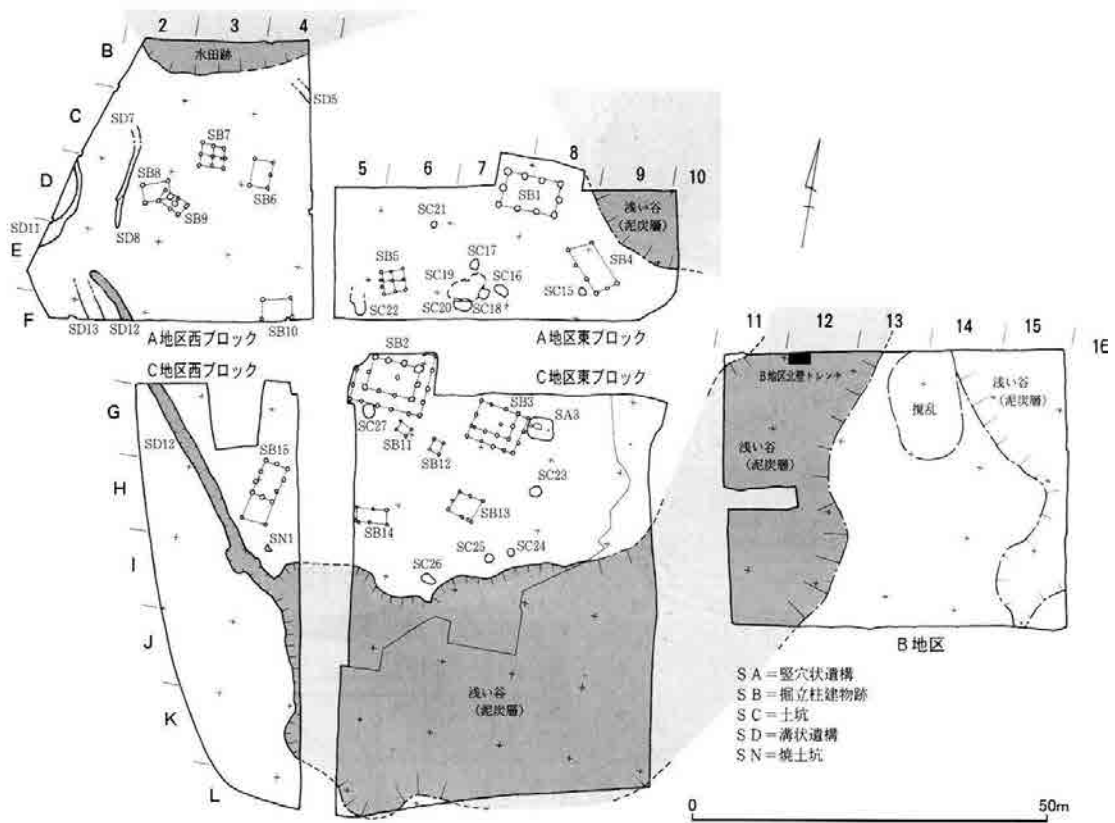 2 3 4
B
水田跡
SD5
C
SD7
SB7
D
SB8
SB6
SB9
SD11
SD8
E
F
SD13
SD12
SB10
A地区西ブロック
5 6 7 8 9 10
SB1
浅い谷
(泥炭層)
SC21
SB5
SC17
SB4
SC19
SC16
SC15
SC22
SC20
SC18
A地区東ブロック
C地区西ブロック
G
SD12
SB15
H
SN1
I
J
K
L
C地区東ブロック
SB2
SB3
SA3
SC27
SB11
SB12
SC23
SB14
SB13
SC25
SC24
SC26
浅い谷
(泥炭層)
11 12 13 14 15 16
B地区北壁トレンチ
浅い谷
(泥炭層)
撹乱
浅い谷
(泥炭層)
B地区
SA=竪穴状遺構
SB=掘立柱建物跡
SC=土坑
SD=溝状遺構
SN=焼土坑
0 50m